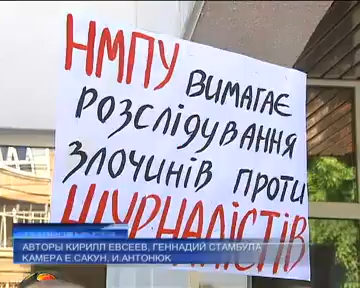 НМПУ
ВИМАГАЄ
РОЗСЛІДУВАННЯ
ЗЛОЧИНІВ ПРОТИ
ЖУРНАЛІСТІВ
АВТОРЫ КИРИЛЛ ЕВСЕЕВ, ГЕННАДИЙ СТАМБУЛА
КАМЕРА Е.САКУН, И.АНТОНЮК